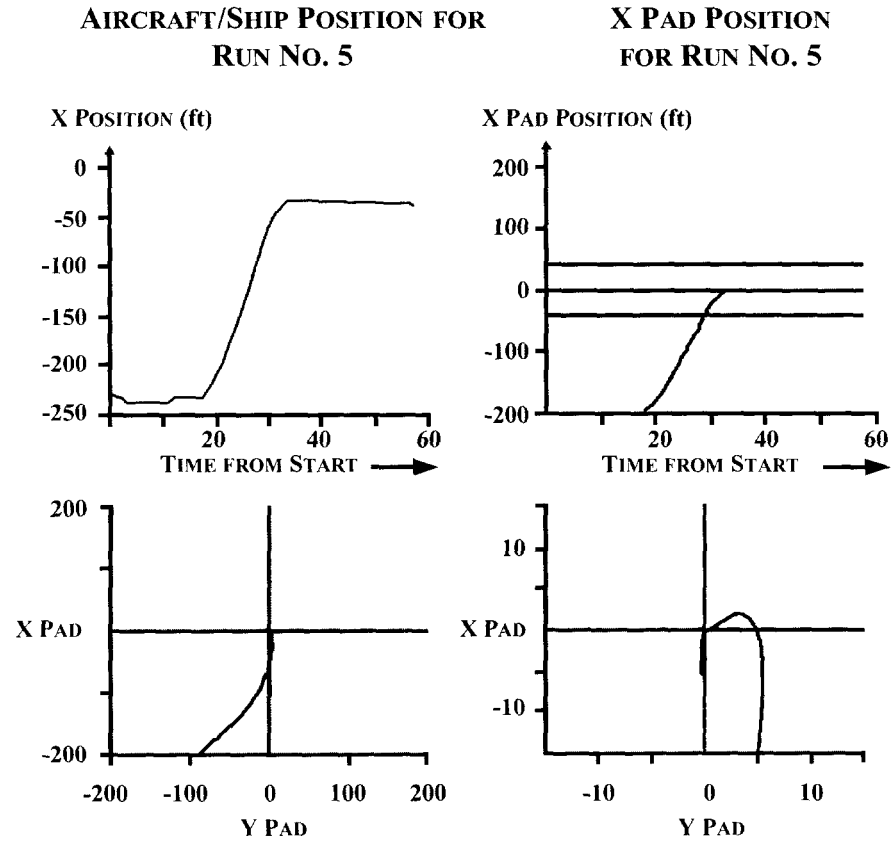 AIRCRAFT/SHIP POSITION FOR
RUN NO. 5
X PAD POSITION
FOR RUN NO. 5
X POSITION (ft)
0
-50
-100
-150
-200
-250
20
40
60
TIME FROM START
X PAD POSITION (ft)
200
100
0
-100
-200
20
40
60
TIME FROM START
200
X PAD
-200
-200
-100
0
100
200
Y PAD
10
X PAD
-10
-10
0
10
Y PAD